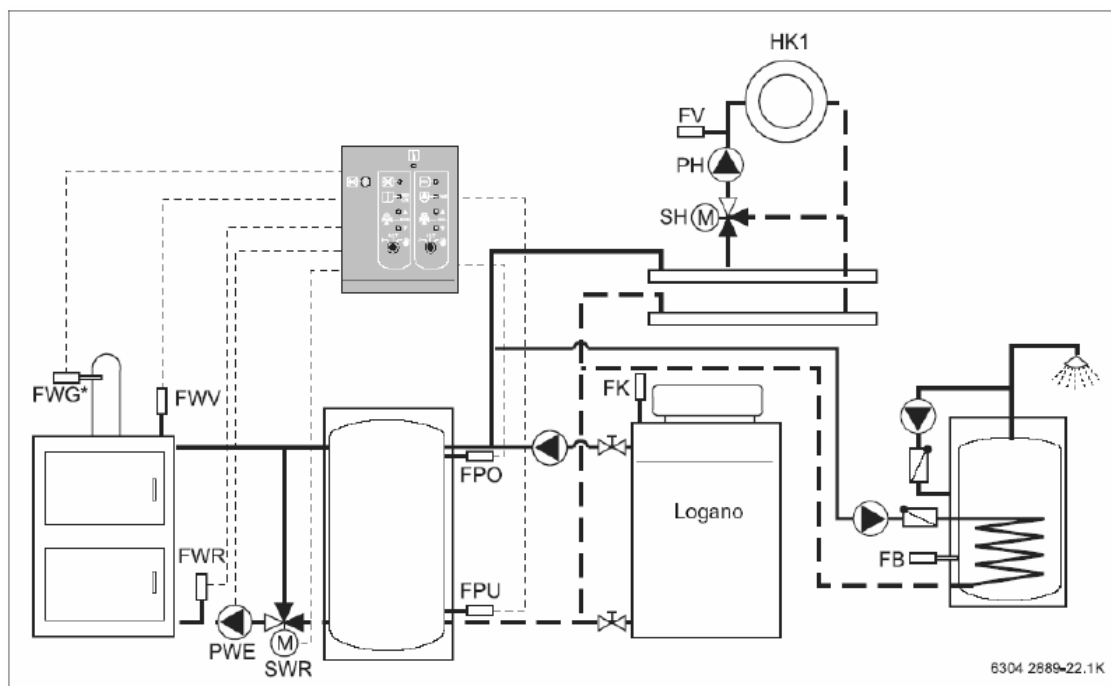 HK1
FV
PH
SH M
FWG*
FWV
FK
FPO
Logano
FWR
FPU
FB
PWE
M
SWR
6304 2889-22.1K